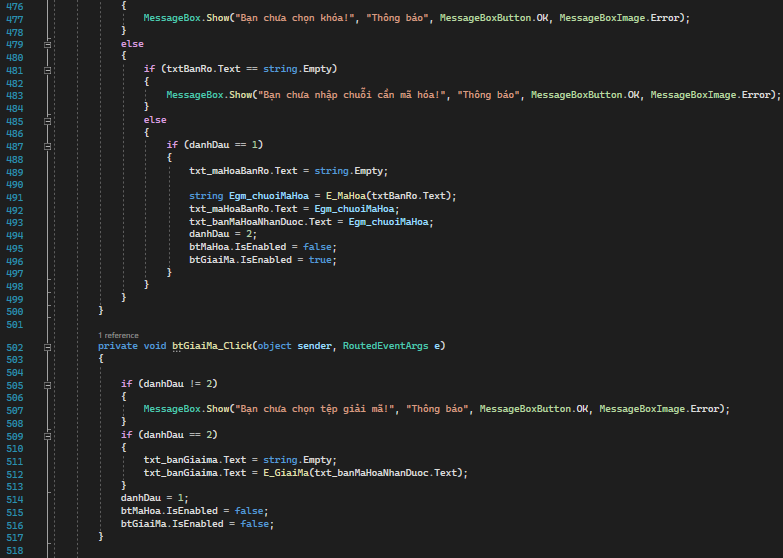 476 {
477 MessageBox.Show("Bạn chưa chọn khóa!", "Thông báo", MessageBoxButton.OK, MessageBoxImage.Error);
478 }
479 else
480 {
481 if (txtBanRo.Text == string.Empty)
482 {
483 MessageBox.Show("Bạn chưa nhập chuỗi cần mã hóa!", "Thông báo", MessageBoxButton.OK, MessageBoxImage.Error);
484 }
485 else
486 {
487 if (danhDau == 1)
488 {
489 txt_maHoaBanRo.Text = string.Empty;
490
491 string Egm_chuoiMaHoa = E_MaHoa(txtBanRo.Text);
492 txt_maHoaBanRo.Text = Egm_chuoiMaHoa;
493 txt_banMaHoaNhanDuoc.Text = Egm_chuoiMaHoa;
494 danhDau = 2;
495 btMaHoa.IsEnabled = false;
496 btGiaiMa.IsEnabled = true;
497 }
498 }
499 }
500 }
501
1 reference
502 private void btGiaiMa_Click(object sender, RoutedEventArgs e)
503 {
504
505 if (danhDau != 2)
506 {
507 MessageBox.Show("Bạn chưa chọn tệp giải mã!", "Thông báo", MessageBoxButton.OK, MessageBoxImage.Error);
508 }
509 if (danhDau == 2)
510 {
511 txt_banGiaima.Text = string.Empty;
512 txt_banGiaima.Text = E_GiaiMa(txt_banMaHoaNhanDuoc.Text);
513 }
514 danhDau = 1;
515 btMaHoa.IsEnabled = false;
516 btGiaiMa.IsEnabled = false;
517 }
518